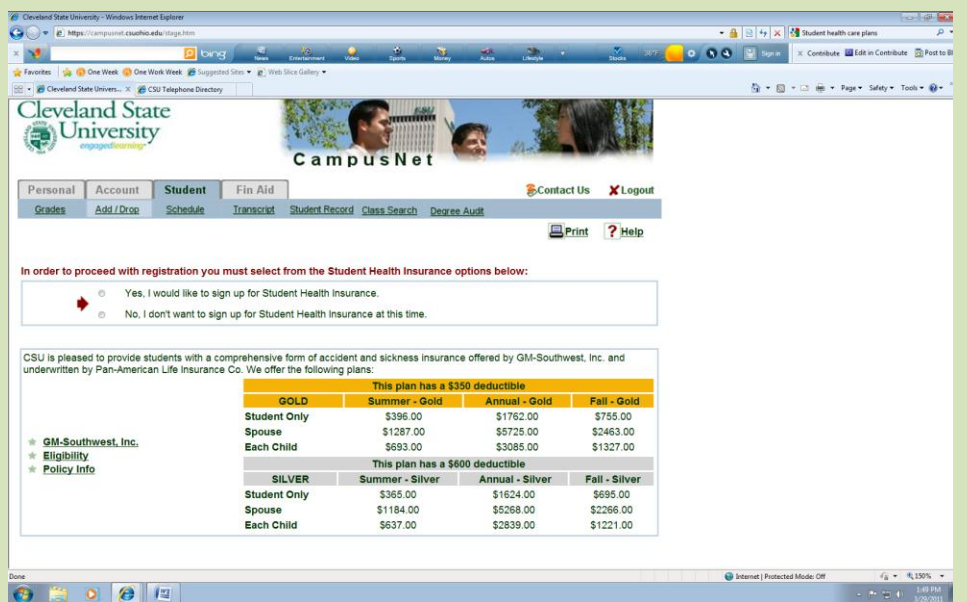 Cleveland State University - Windows Internet Explorer
https://campusnet.csuohio.edu/stage.htm
Student health care plans
bing
News Entertainment Video Sports Money Autos Lifestyle Stocks
Sign in
Contribute Edit in Contribute
Favorites One Week One Work Week Suggested Sites Web Slice Gallery
Cleveland State Univers... CSU Telephone Directory
Page Safety Tools
Cleveland State
University
engagedlearning
CampusNet
Personal Account Student Fin Aid Contact Us Logout
Grades Add / Drop Schedule Transcript Student Record Class Search Degree Audit
Print ? Help
In order to proceed with registration you must select from the Student Health Insurance options below:
Yes, I would like to sign up for Student Health Insurance.
No, I don't want to sign up for Student Health Insurance at this time.
CSU is pleased to provide students with a comprehensive form of accident and sickness insurance offered by GM-Southwest, Inc. and
underwritten by Pan-American Life Insurance Co. We offer the following plans:
GM-Southwest, Inc.
Eligibility
Policy Info
This plan has a $350 deductible
GOLD Summer - Gold Annual - Gold Fall - Gold
Student Only $396.00 $1762.00 $755.00
Spouse $1287.00 $5725.00 $2463.00
Each Child $693.00 $3085.00 $1327.00
This plan has a $600 deductible
SILVER Summer - Silver Annual - Silver Fall - Silver
Student Only $365.00 $1624.00 $695.00
Spouse $1184.00 $5268.00 $2266.00
Each Child $637.00 $2839.00 $1221.00
Done Internet | Protected Mode: Off 150%
1:49 PM
3/29/2011